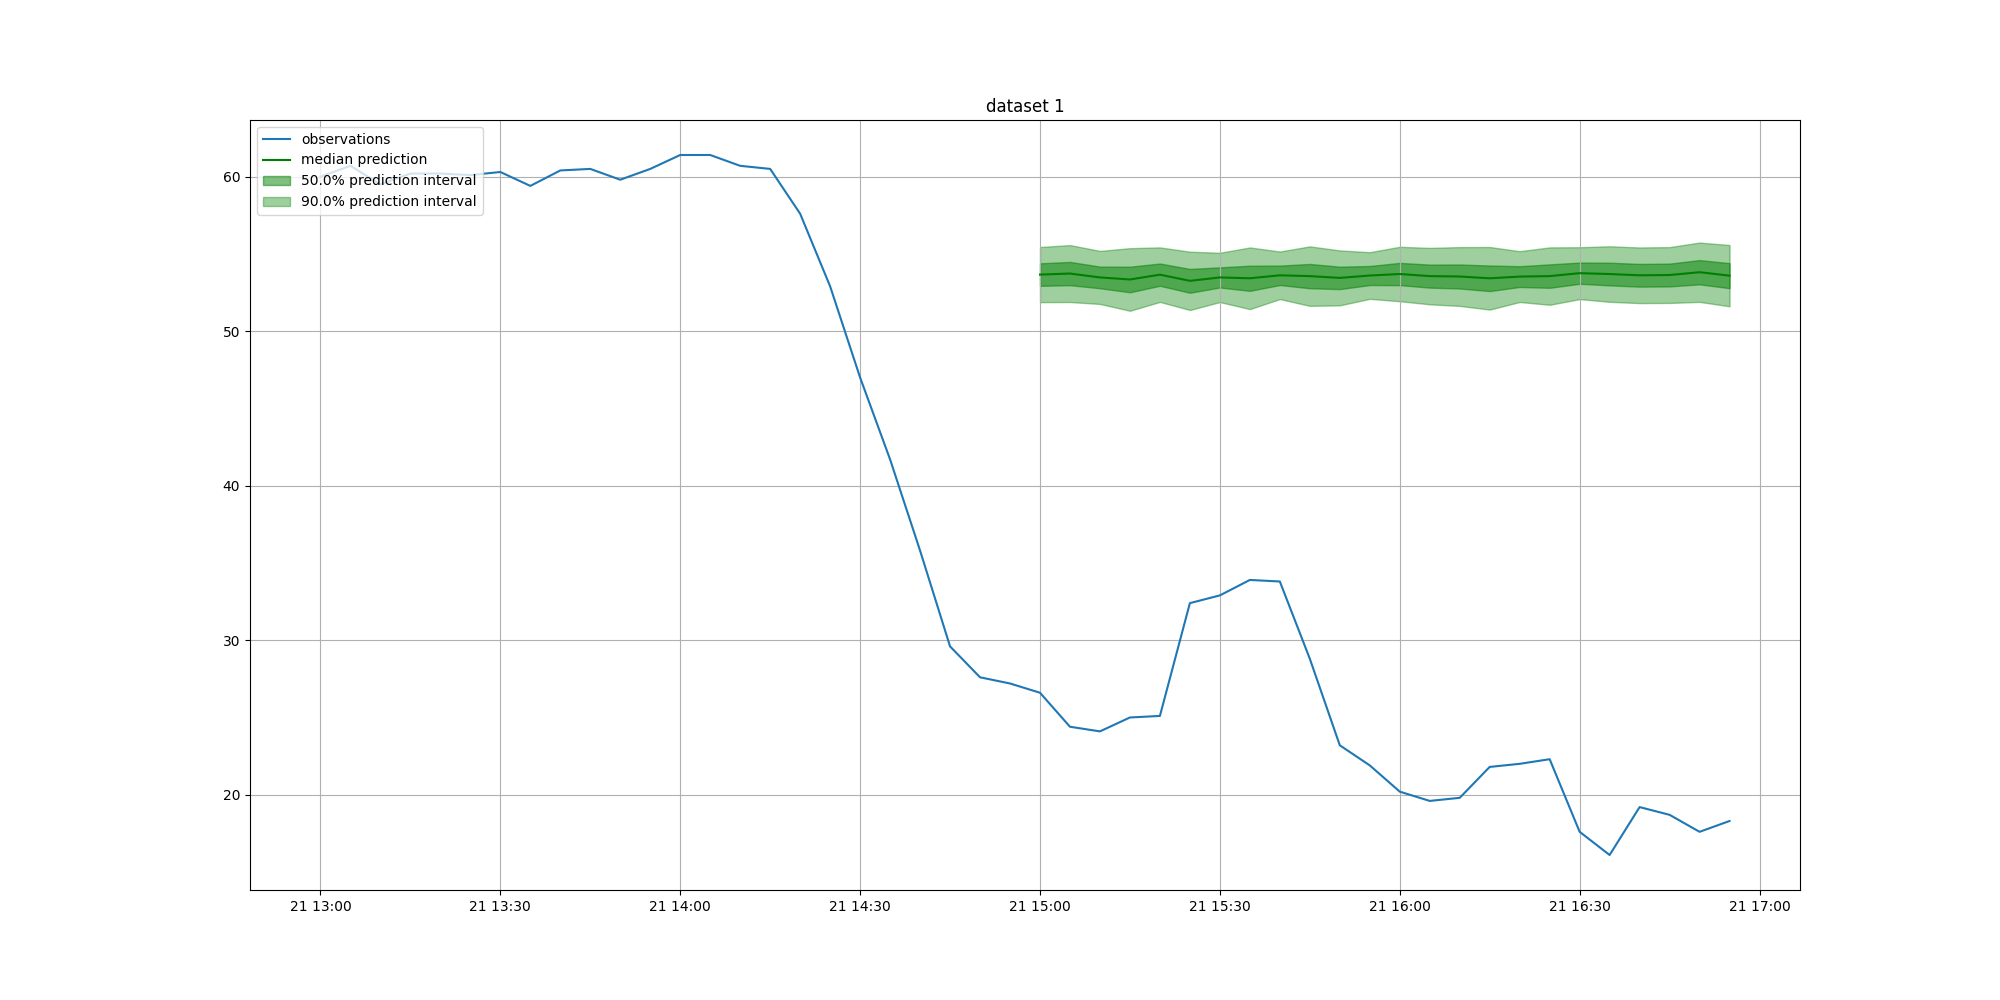 dataset 1
observations
median prediction
50.0% prediction interval
90.0% prediction interval
60
50
40
30
20
21 13:00
21 13:30
21 14:00
21 14:30
21 15:00
21 15:30
21 16:00
21 16:30
21 17:00